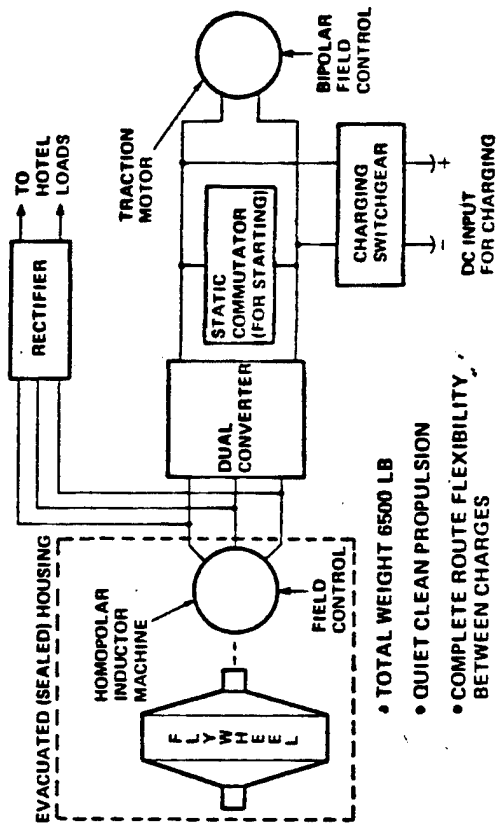 EVACUATED (SEALED) HOUSING
HOMOPOLAR
INDUCTOR
MACHINE
FLYWHEEL
FIELD
CONTROL
RECTIFIER
TO
HOTEL
LOADS
DUAL
CONVERTER
STATIC
COMMUTATOR
(FOR STARTING)
TRACTION
MOTOR
BIPOLAR
FIELD
CONTROL
CHARGING
SWITCHGEAR
- +
DC INPUT
FOR CHARGING
• TOTAL WEIGHT 6500 LB
• QUIET CLEAN PROPULSION
• COMPLETE ROUTE FLEXIBILITY
BETWEEN CHARGES